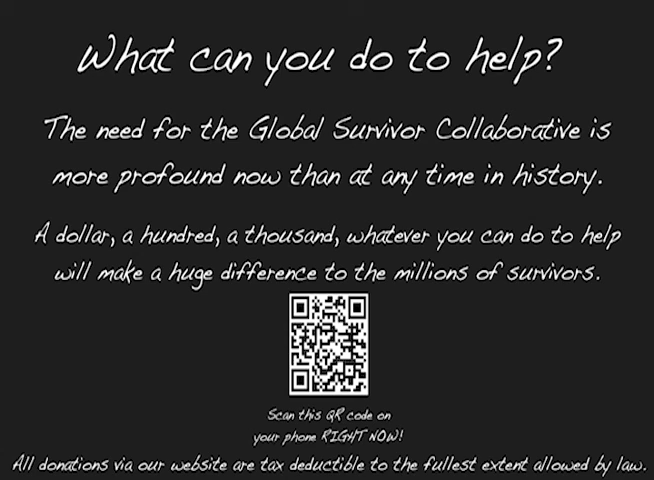 What can you do to help?
The need for the Global Survivor Collaborative is
more profound now than at any time in history.
A dollar, a hundred, a thousand, whatever you can do to help
will make a huge difference to the millions of survivors.
Scan this QR code on
your phone RIGHT NOW!
All donations via our website are tax deductible to the fullest extent allowed by law.